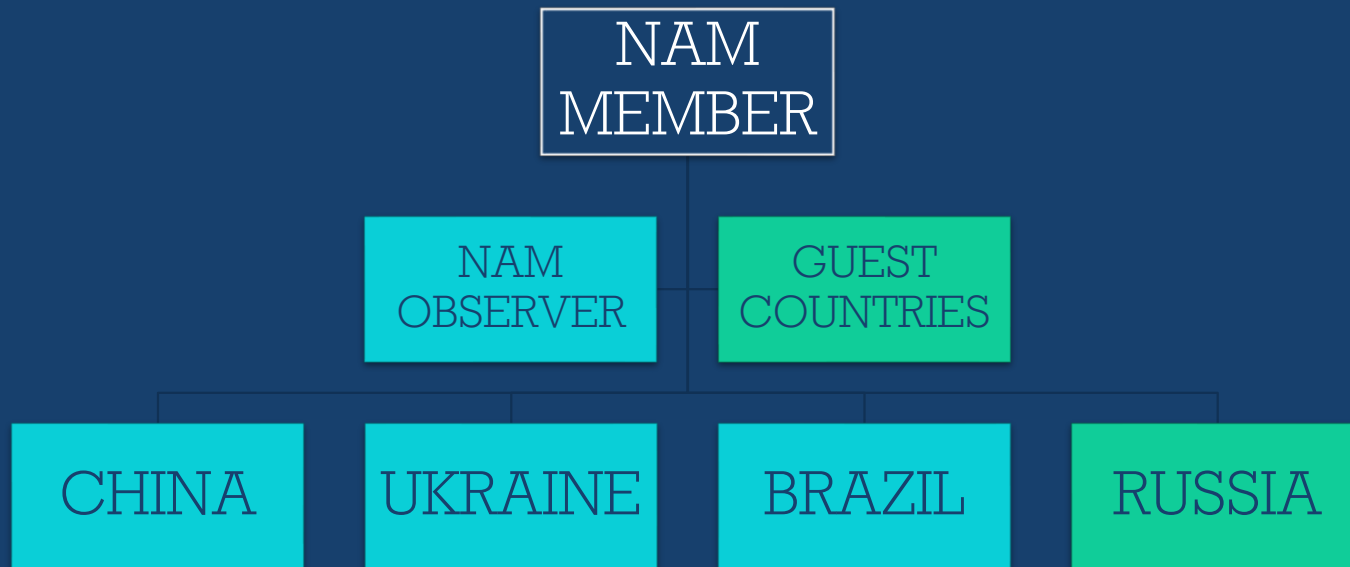 NAM
MEMBER
NAM
OBSERVER
GUEST
COUNTRIES
CHINA
UKRAINE
BRAZIL
RUSSIA